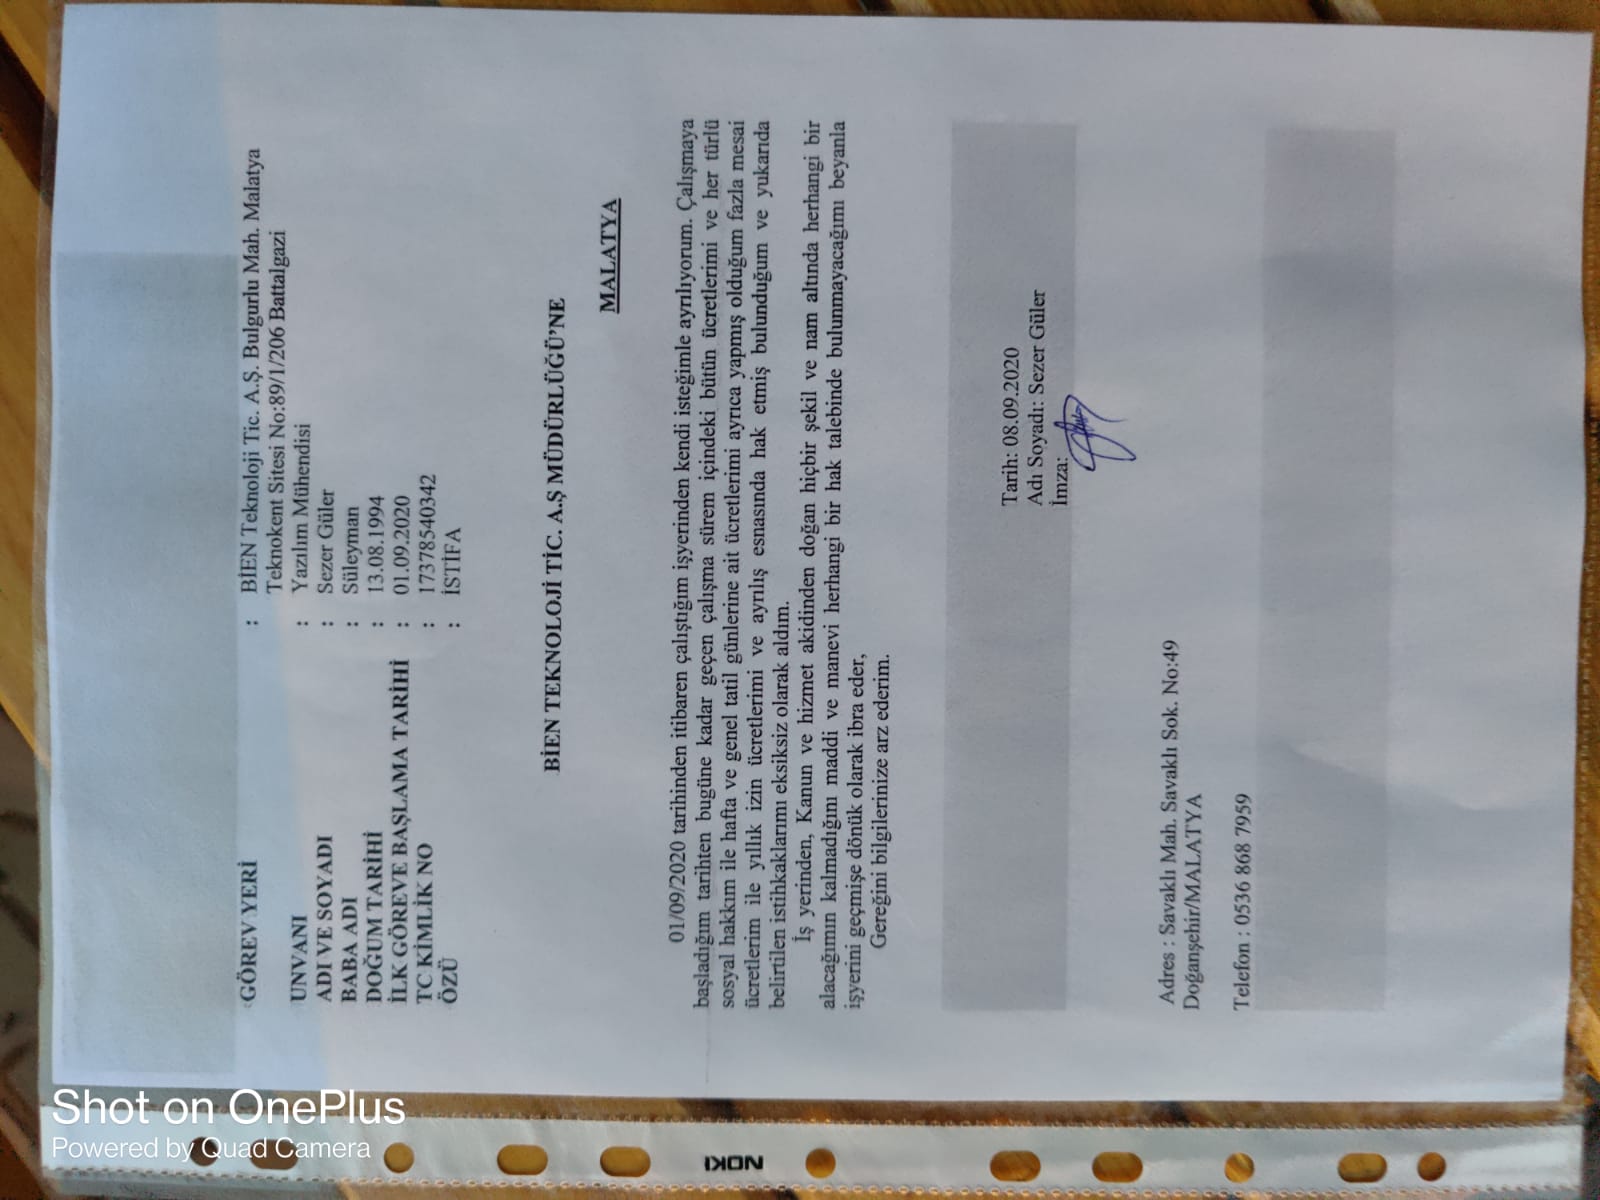 GÖREV YERİ : BİEN Teknoloji Tic. A.Ş. Bulgurlu Mah. Malatya
Teknokent Sitesi No:89/1/206 Battalgazi
UNVANI : Yazılım Mühendisi
ADI VE SOYADI : Sezer Güler
BABA ADI : Süleyman
DOĞUM TARİHİ : 13.08.1994
İLK GÖREVE BAŞLAMA TARİHİ : 01.09.2020
TC KİMLİK NO : 17378540342
ÖZÜ : İSTİFA
BİEN TEKNOLOJİ TİC. A.Ş MÜDÜRLÜĞÜ'NE
MALATYA
01/09/2020 tarihinden itibaren çalıştığım işyerinden kendi isteğimle ayrılıyorum. Çalışmaya
başladığım tarihten bugüne kadar geçen çalışma sürem içindeki bütün ücretlerimi ve her türlü
sosyal hakkım ile hafta ve genel tatil günlerine ait ücretlerimi ayrıca yapmış olduğum fazla mesai
ücretlerim ile yıllık izin ücretlerimi ve ayrılış esnasında hak etmiş bulunduğum ve yukarıda
belirtilen istihkaklarımı eksiksiz olarak aldım.
İş yerinden, Kanun ve hizmet akidinden doğan hiçbir şekil ve nam altında herhangi bir
alacağımın kalmadığını maddi ve manevi herhangi bir hak talebinde bulunmayacağımı beyanla
işyerini geçmişe dönük olarak ibra eder,
Gereğini bilgilerinize arz ederim.
Tarih: 08.09.2020
Adı Soyadı: Sezer Güler
İmza:
Adres : Savaklı Mah. Savaklı Sok. No:49
Doğanşehir/MALATYA
Telefon : 0536 868 7959
NOKI
Shot on OnePlus
Powered by Quad Camera